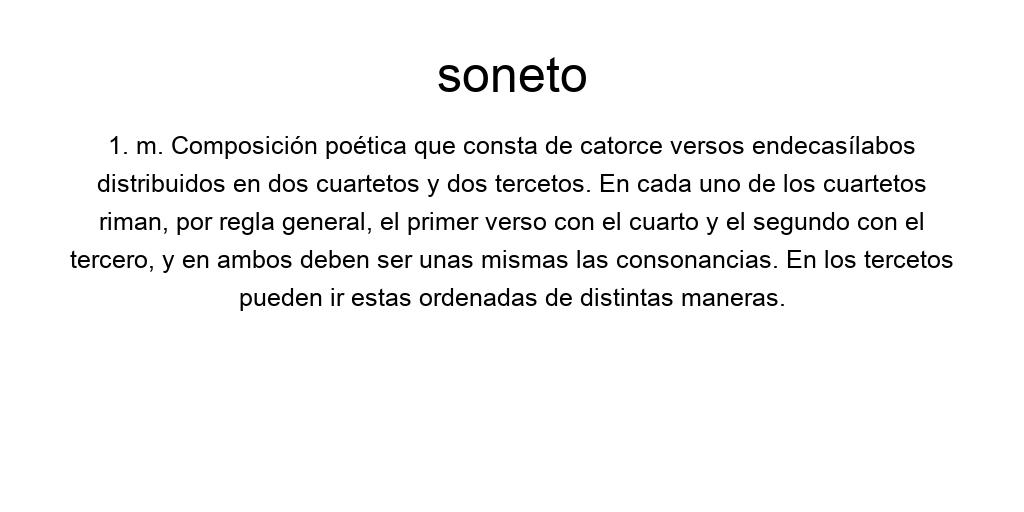 soneto
1. m. Composición poética que consta de catorce versos endecasílabos
distribuidos en dos cuartetos y dos tercetos. En cada uno de los cuartetos
riman, por regla general, el primer verso con el cuarto y el segundo con el
tercero, y en ambos deben ser unas mismas las consonancias. En los tercetos
pueden ir estas ordenadas de distintas maneras.